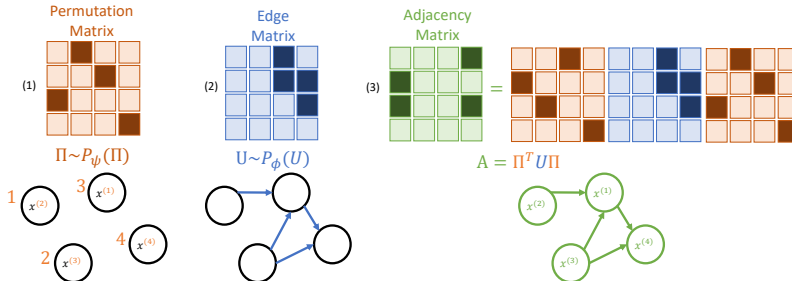 Permutation
Matrix
Edge
Matrix
Adjacency
Matrix
(1)
(2)
(3)
=
Π~P_ψ(Π)
U~P_ϕ(U)
A = Π^T UΠ
1 x^(2)
3 x^(1)
2 x^(3)
4 x^(4)
x^(1)
x^(2)
x^(4)
x^(3)